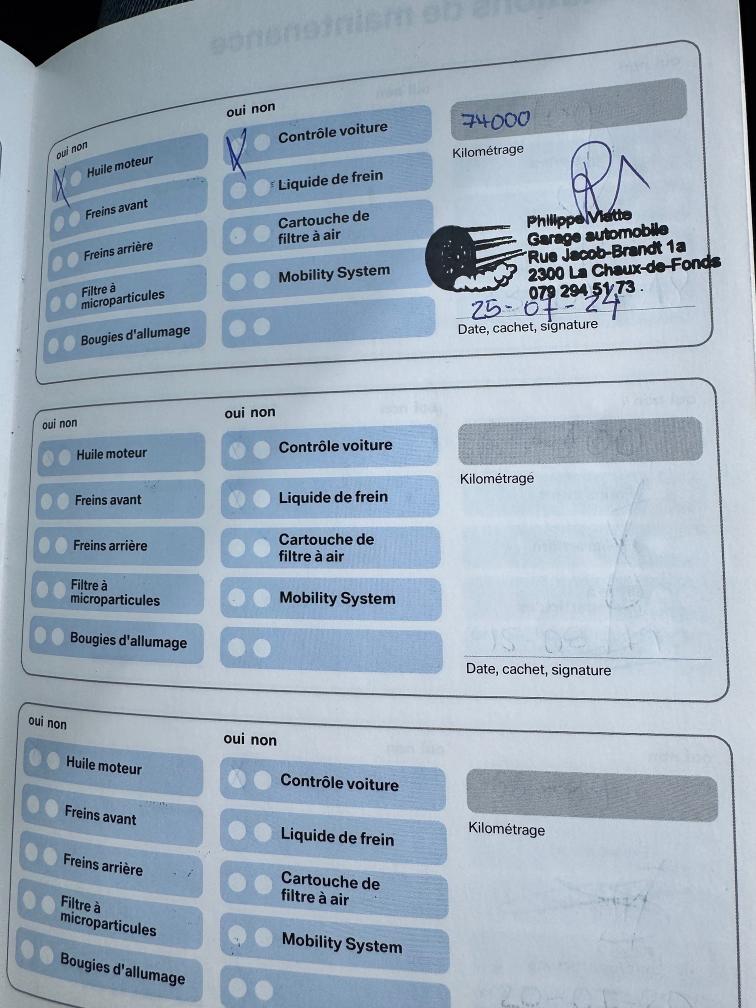 oui non
Huile moteur
Freins avant
Freins arrière
Filtre à
microparticules
Bougies d'allumage
oui non
Contrôle voiture
Liquide de frein
Cartouche de
filtre à air
Mobility System
74000
Kilométrage
Philippe Matte
Garage automobile
Rue Jacob-Brandt 1a
2300 La Chaux-de-Fonds
079 294 51 73
25-07-24
Date, cachet, signature
oui non
Huile moteur
Freins avant
Freins arrière
Filtre à
microparticules
Bougies d'allumage
oui non
Contrôle voiture
Liquide de frein
Cartouche de
filtre à air
Mobility System
Kilométrage
Date, cachet, signature
oui non
Huile moteur
Freins avant
Freins arrière
Filtre à
microparticules
Bougies d'allumage
oui non
Contrôle voiture
Liquide de frein
Cartouche de
filtre à air
Mobility System
Kilométrage